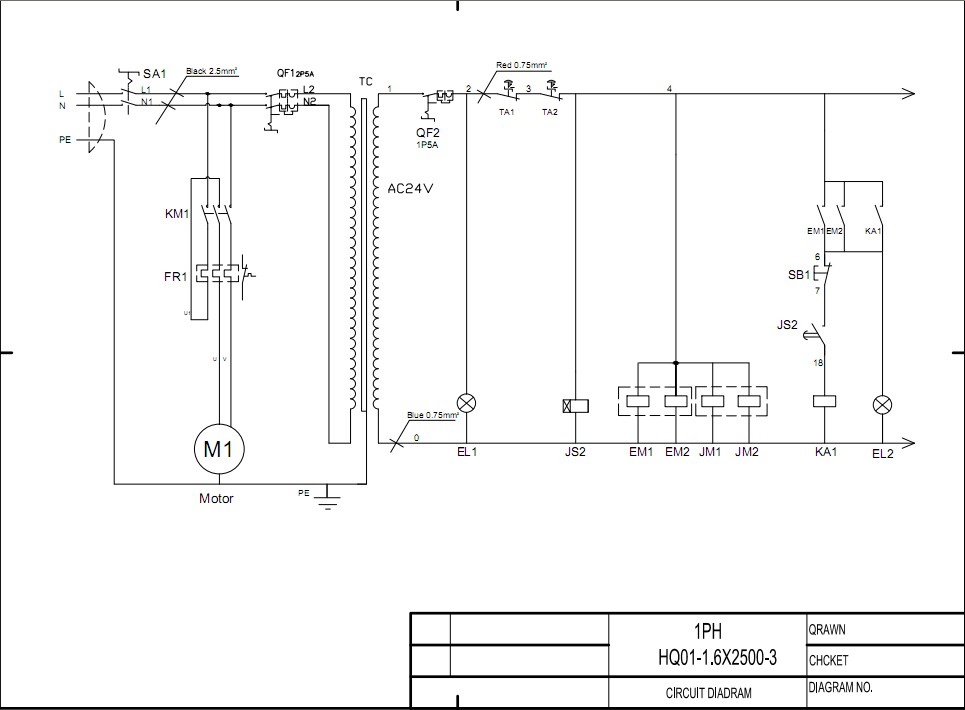 SA1
Black 2.5mm²
QF1 2P5A
TC
Red 0.75mm²
L
L1
L2
1
2
3
4
N
N1
N2
TA1
TA2
QF2
1P5A
PE
AC24V
KM1
EM1
EM2
KA1
6
SB1
FR1
7
U1
JS2
U
V
18
Blue 0.75mm²
0
M1
EL1
JS2
EM1
EM2
JM1
JM2
KA1
EL2
Motor
PE
1PH
QRAWN
HQ01-1.6X2500-3
CHCKET
CIRCUIT DIADRAM
DIAGRAM NO.